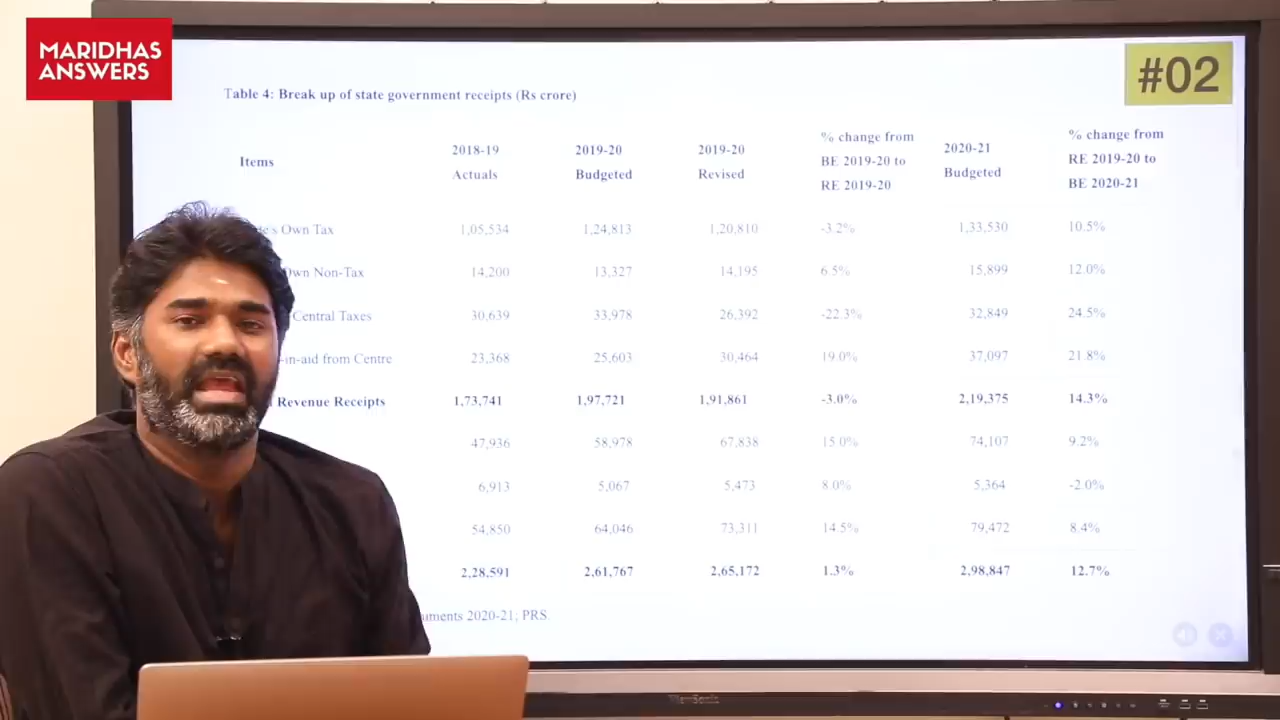 MARIDHAS
ANSWERS
#02
Table 4: Break up of state government receipts (Rs crore)
Items
2018-19
Actuals
2019-20
Budgeted
2019-20
Revised
% change from
BE 2019-20 to
RE 2019-20
2020-21
Budgeted
% change from
RE 2019-20 to
BE 2020-21
Own Tax 1,05,534 1,24,813 1,20,810 -3.2% 1,33,530 10.5%
Own Non-Tax 14,200 13,327 14,195 6.5% 15,899 12.0%
Central Taxes 30,639 33,978 26,392 -22.3% 32,849 24.5%
-in-aid from Centre 23,368 25,603 30,464 19.0% 37,097 21.8%
Revenue Receipts 1,73,741 1,97,721 1,91,861 -3.0% 2,19,375 14.3%
47,936 58,978 67,838 15.0% 74,107 9.2%
6,913 5,067 5,473 8.0% 5,364 -2.0%
54,850 64,046 73,311 14.5% 79,472 8.4%
2,28,591 2,61,767 2,65,172 1.3% 2,98,847 12.7%
2020-21; PRS.
ViewSonic